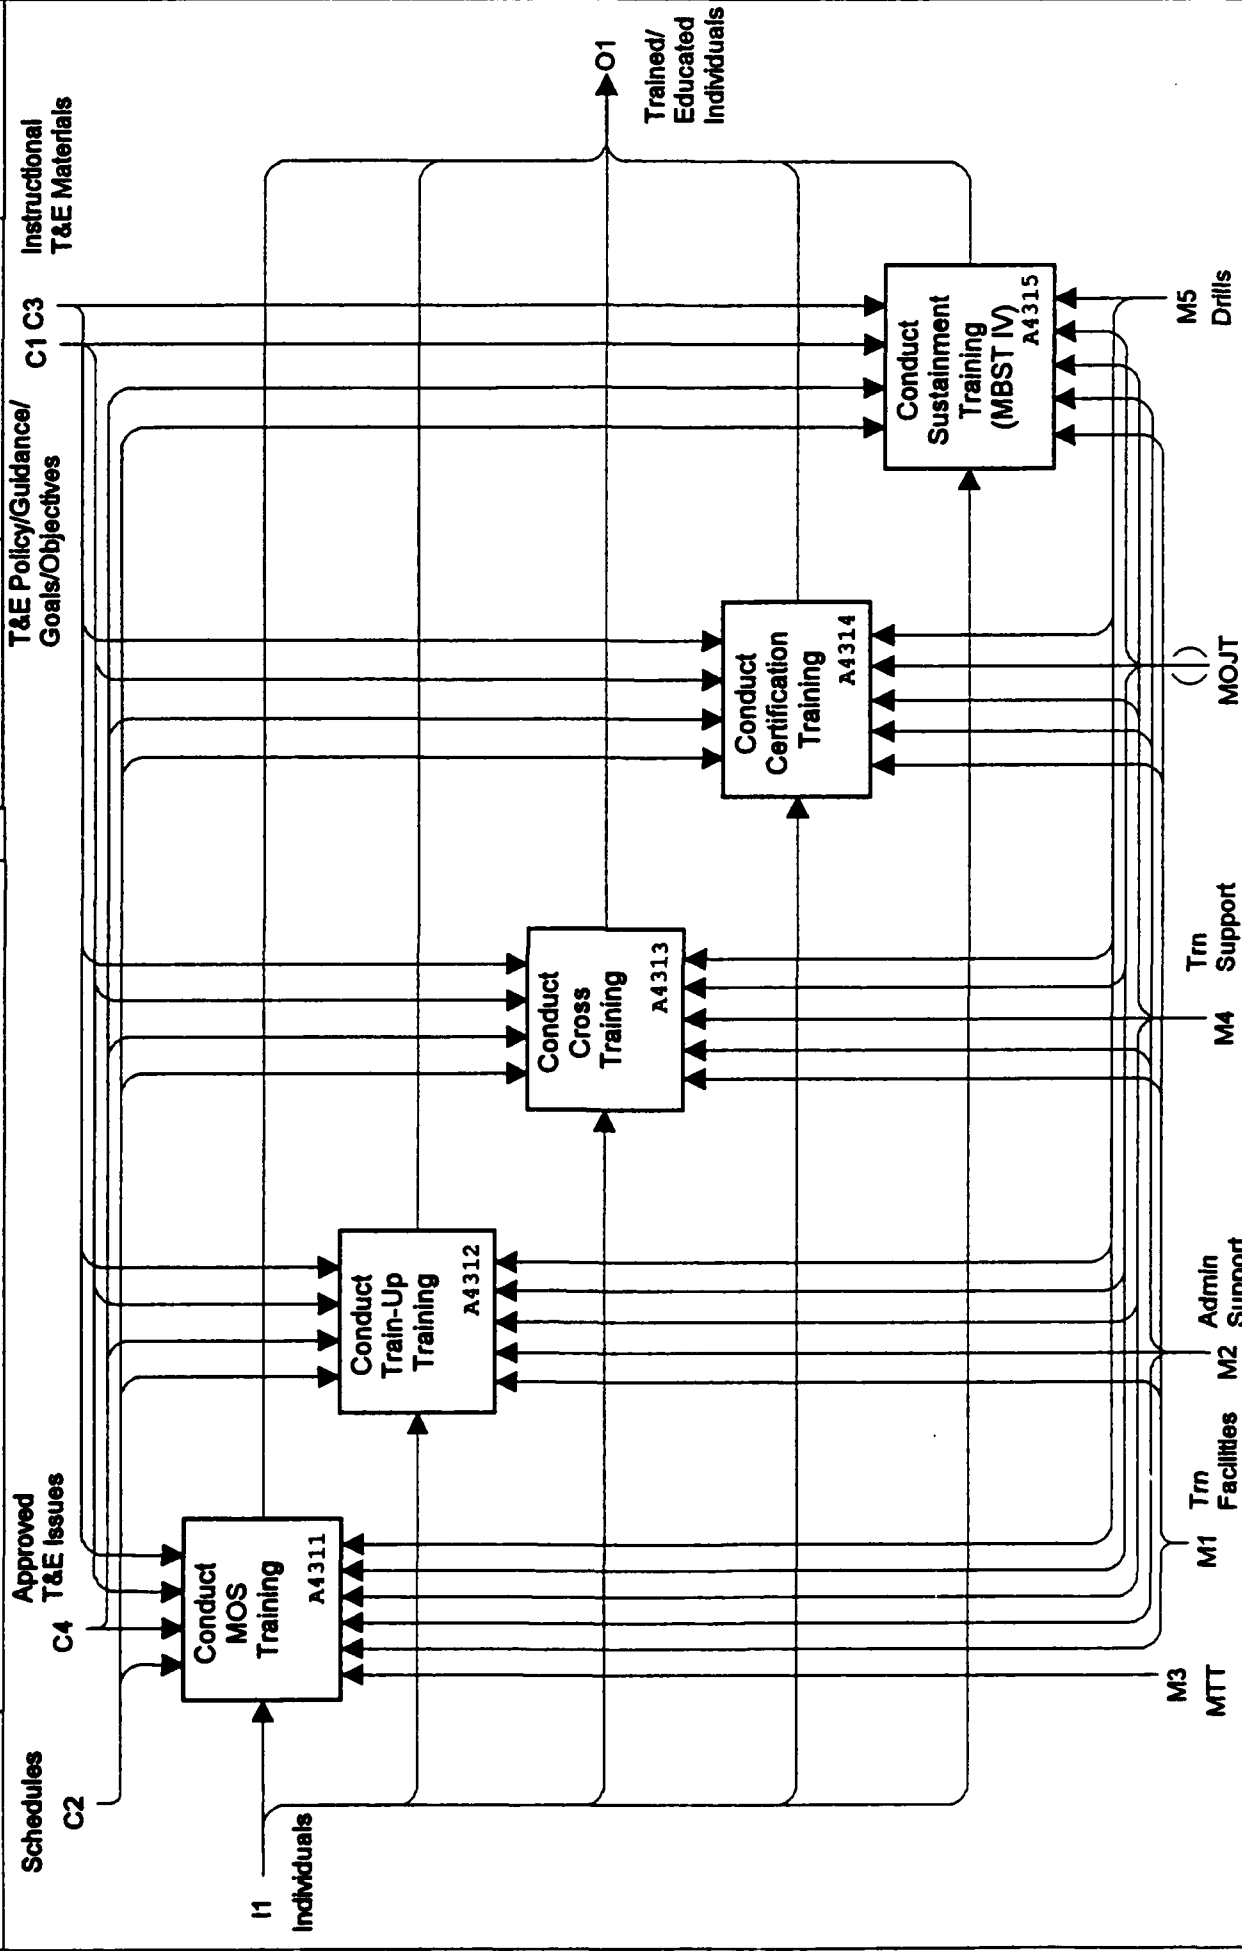 Schedules
C2
Approved
T&E Issues
C4
T&E Policy/Guidance/
Goals/Objectives
C1 C3
Instructional
T&E Materials
I1
Individuals
Conduct
MOS
Training
A4311
Conduct
Train-Up
Training
A4312
Conduct
Cross
Training
A4313
Conduct
Certification
Training
A4314
Conduct
Sustainment
Training
(MBST IV)
A4315
O1
Trained/
Educated
Individuals
M3
MTT
M1
Trn
Facilities
M2
Admin
Support
M4
Trn
Support
( )
MOJT
M5
Drills